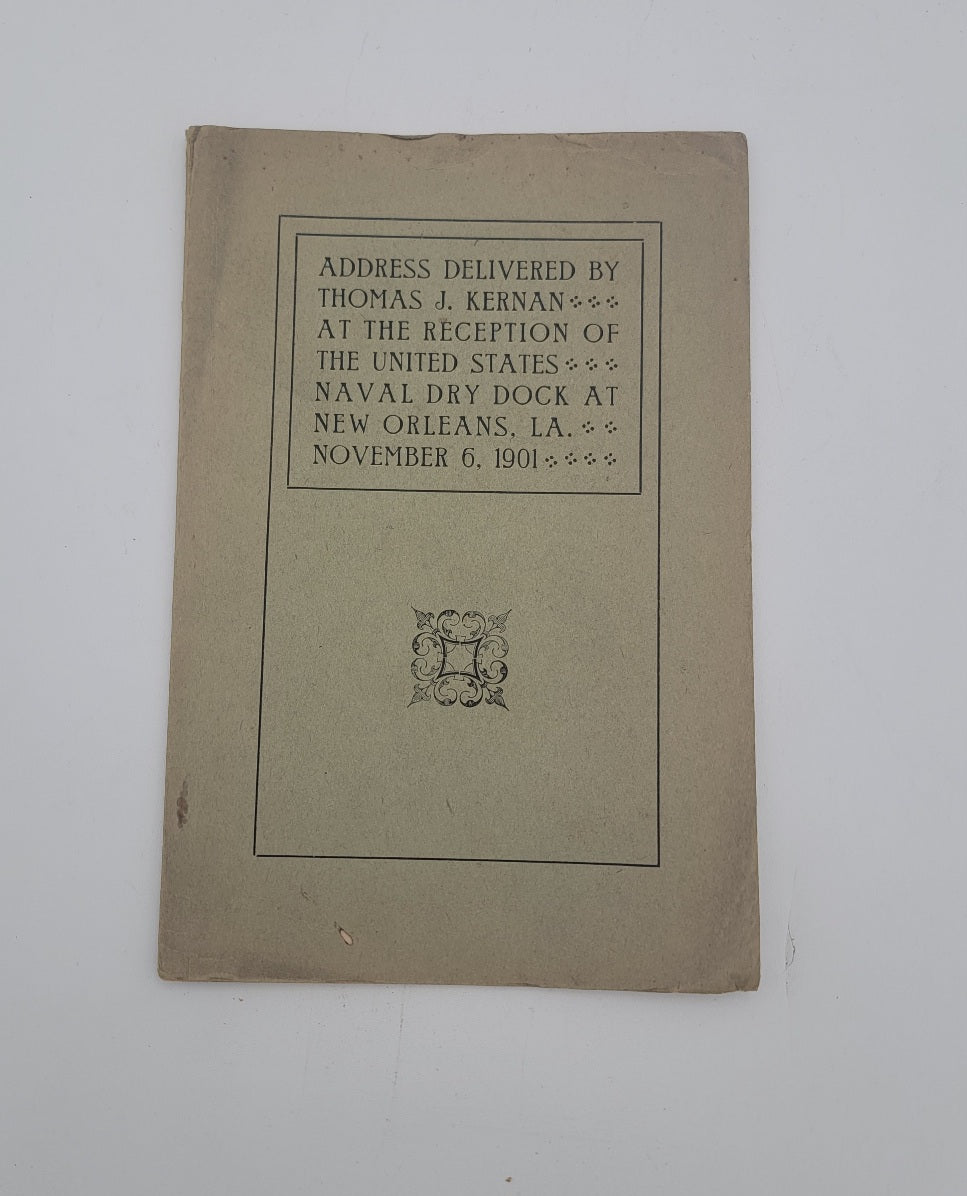 ADDRESS DELIVERED BY
THOMAS J. KERNAN
AT THE RECEPTION OF
THE UNITED STATES
NAVAL DRY DOCK AT
NEW ORLEANS, LA.
NOVEMBER 6, 1901